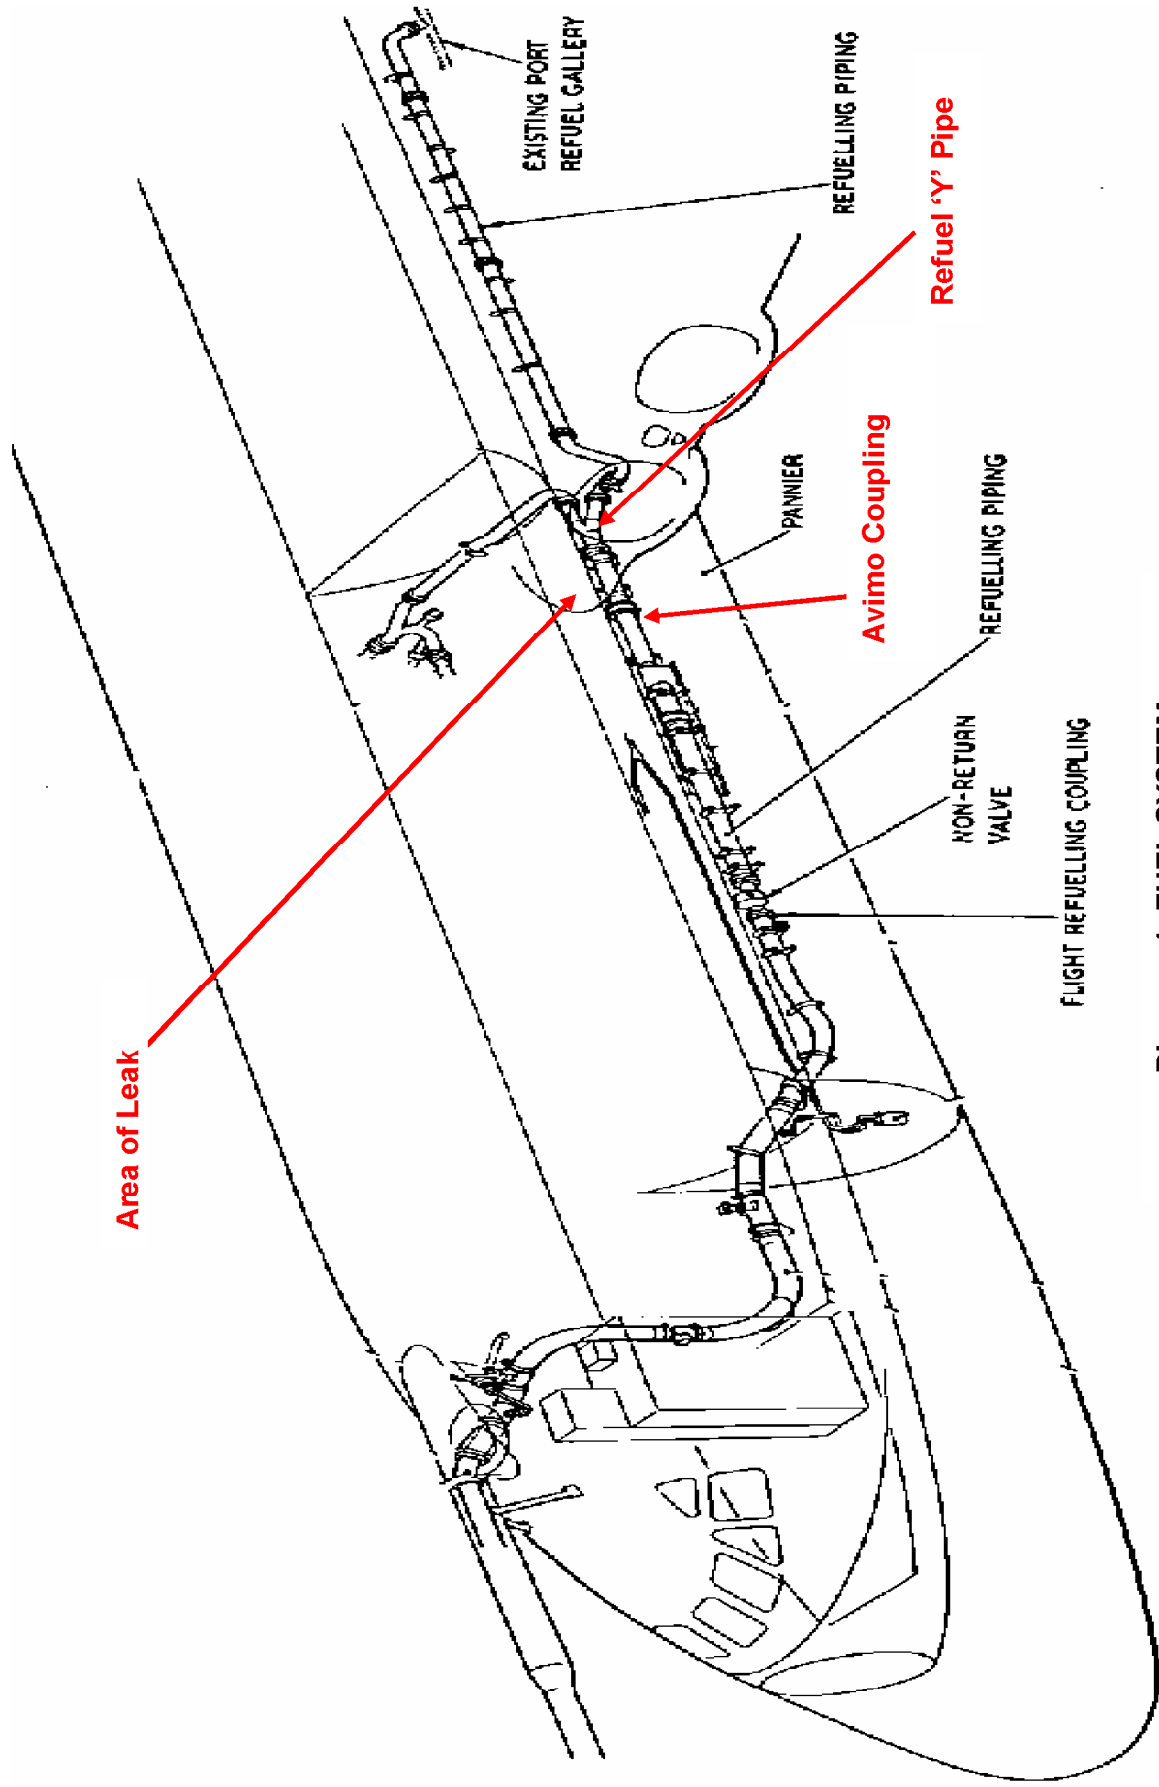 EXISTING PORT
REFUEL GALLERY
REFUELLING PIPING
Refuel ‘Y’ Pipe
Avimo Coupling
PANNIER
REFUELLING PIPING
NON-RETURN
VALVE
FLIGHT REFUELLING COUPLING
Area of Leak